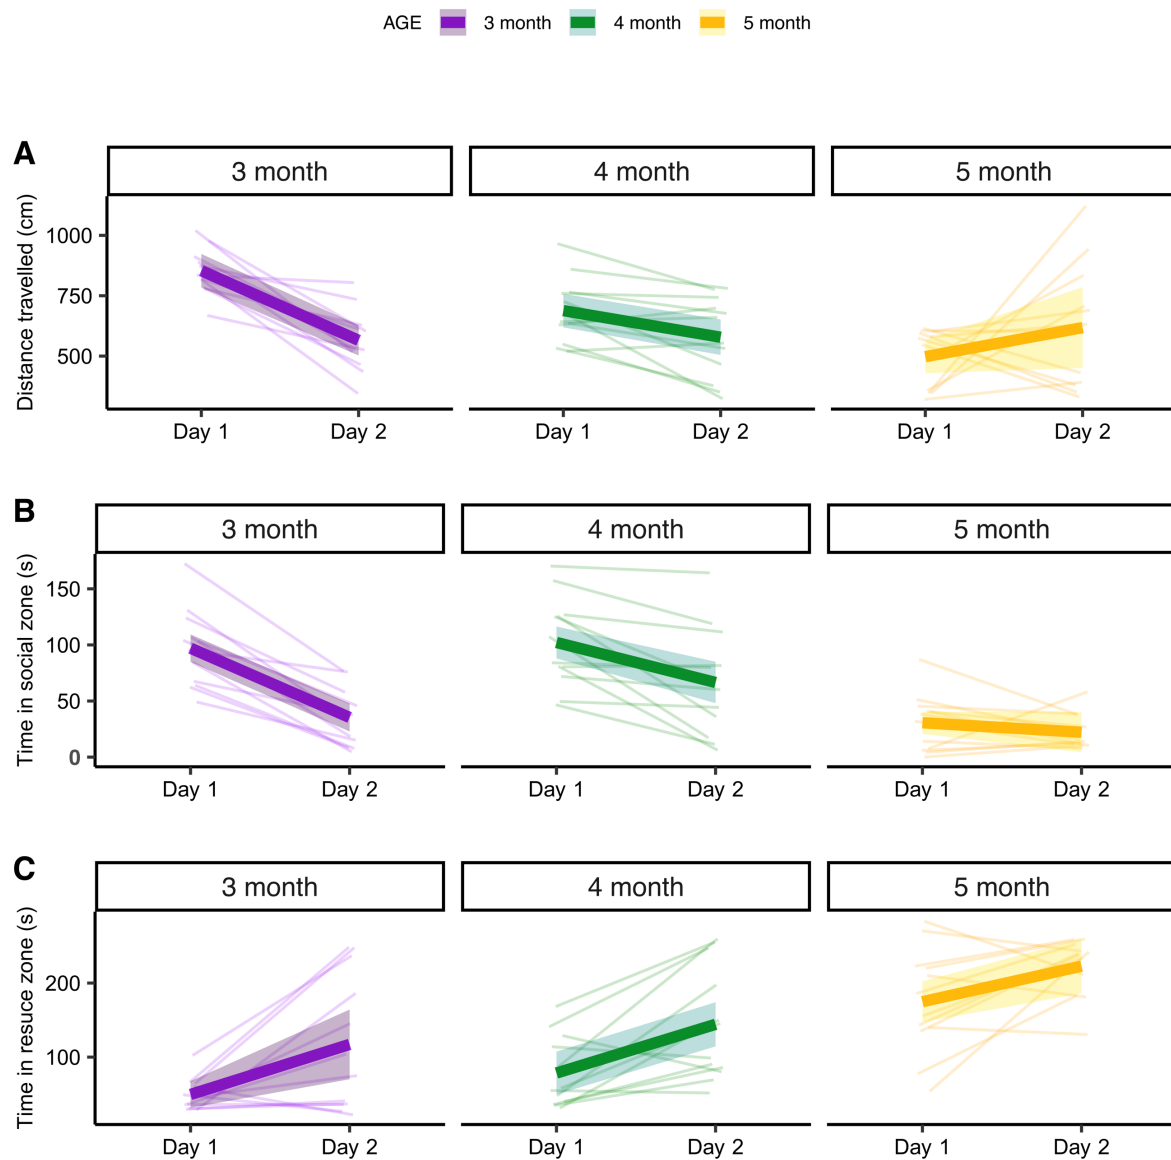 AGE 3 month 4 month 5 month
A
3 month 4 month 5 month
Distance travelled (cm)
1000
750
500
Day 1 Day 2 Day 1 Day 2 Day 1 Day 2
B
3 month 4 month 5 month
Time in social zone (s)
150
100
50
0
Day 1 Day 2 Day 1 Day 2 Day 1 Day 2
C
3 month 4 month 5 month
Time in resuce zone (s)
200
100
Day 1 Day 2 Day 1 Day 2 Day 1 Day 2